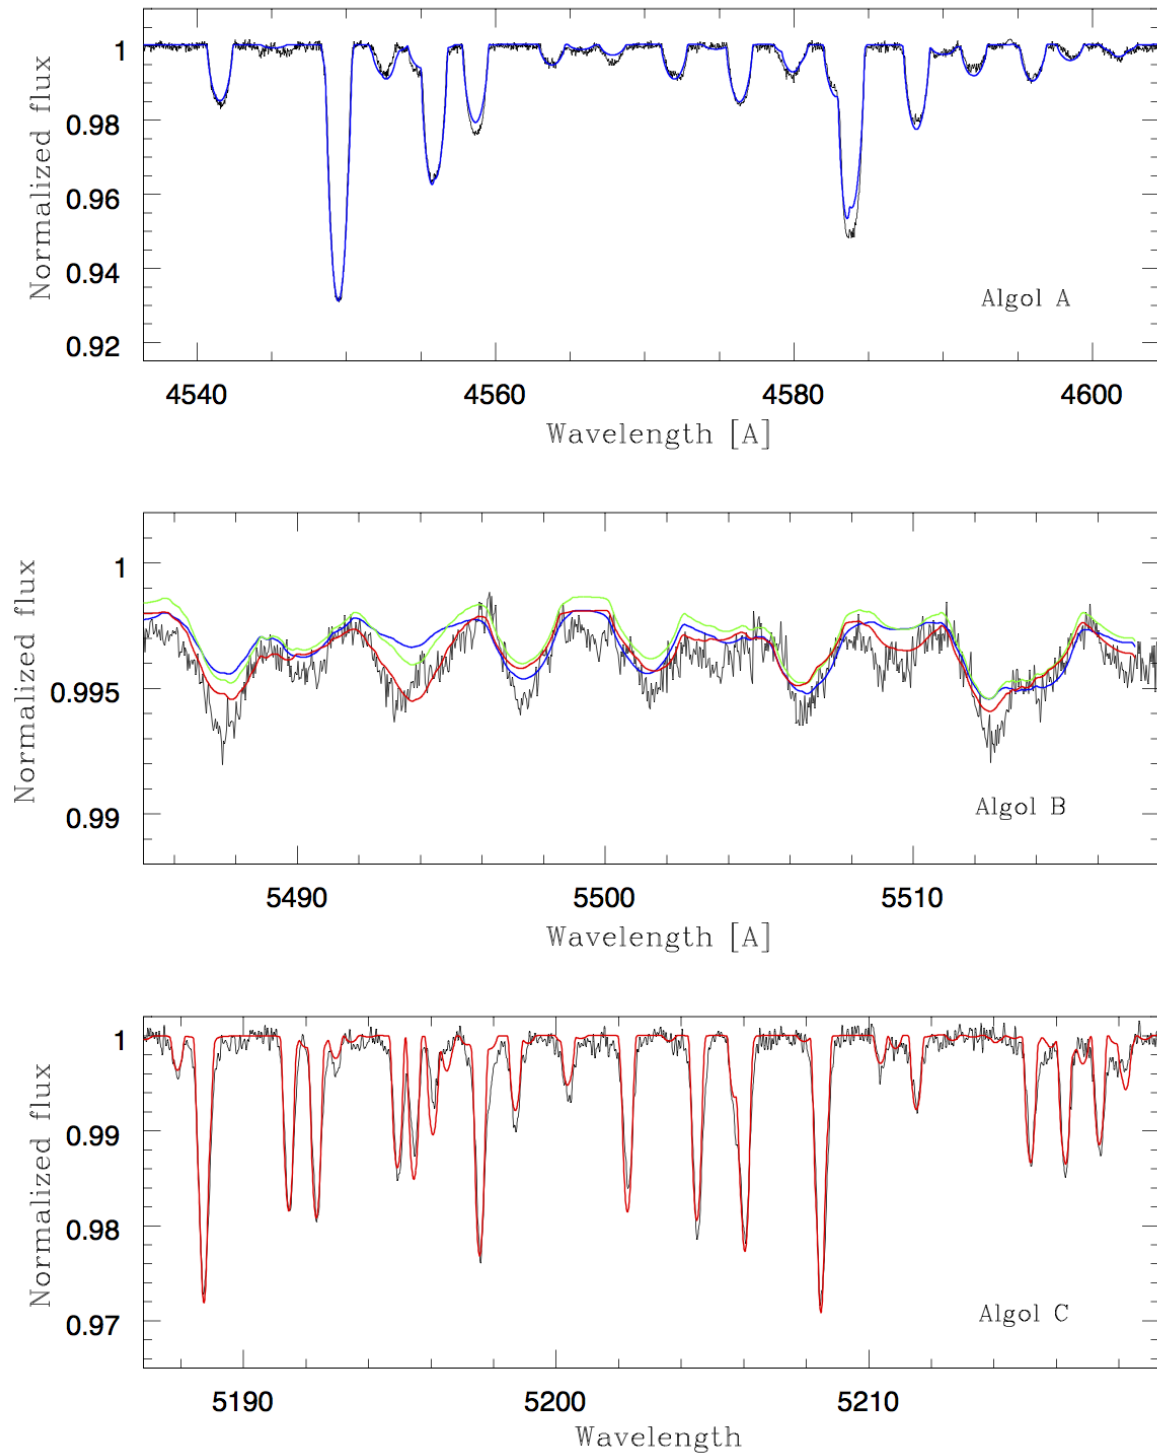 Normalized flux
1
0.98
0.96
0.94
0.92
Algol A
4540
4560
4580
4600
Wavelength [A]
Normalized flux
1
0.995
0.99
Algol B
5490
5500
5510
Wavelength [A]
Normalized flux
1
0.99
0.98
0.97
Algol C
5190
5200
5210
Wavelength